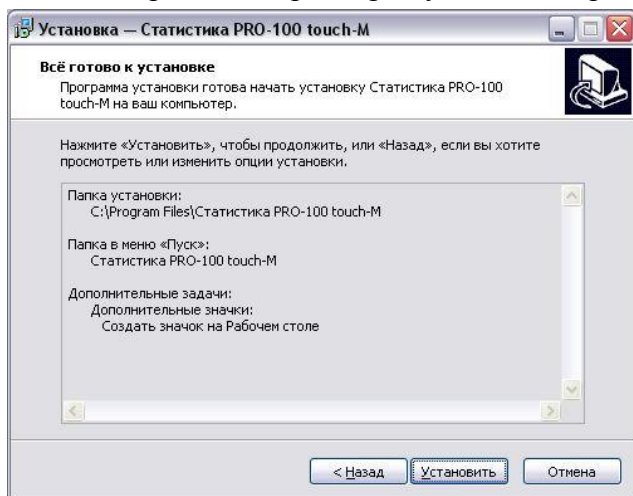 Установка — Статистика PRO-100 touch-M
Всё готово к установке
Программа установки готова начать установку Статистика PRO-100
touch-M на ваш компьютер.
Нажмите «Установить», чтобы продолжить, или «Назад», если вы хотите
просмотреть или изменить опции установки.
Папка установки:
C:\Program Files\Статистика PRO-100 touch-M
Папка в меню «Пуск»:
Статистика PRO-100 touch-M
Дополнительные задачи:
Дополнительные значки:
Создать значок на Рабочем столе
< Назад
Установить
Отмена